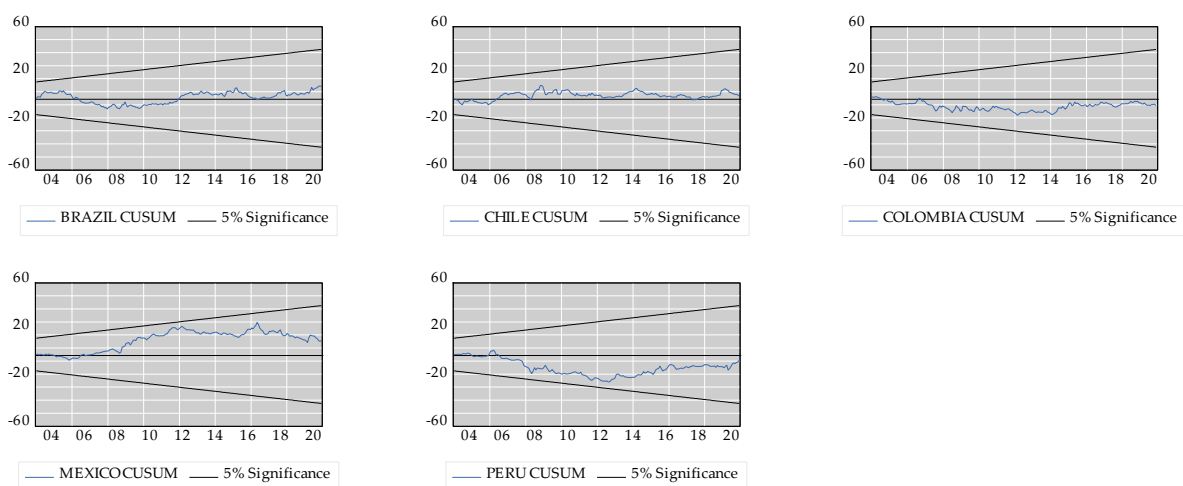 60
20
-20
-60
04 06 08 10 12 14 16 18 20
BRAZIL CUSUM 5% Significance
60
20
-20
-60
04 06 08 10 12 14 16 18 20
CHILE CUSUM 5% Significance
60
20
-20
-60
04 06 08 10 12 14 16 18 20
COLOMBIA CUSUM 5% Significance
60
20
-20
-60
04 06 08 10 12 14 16 18 20
MEXICO CUSUM 5% Significance
60
20
-20
-60
04 06 08 10 12 14 16 18 20
PERU CUSUM 5% Significance